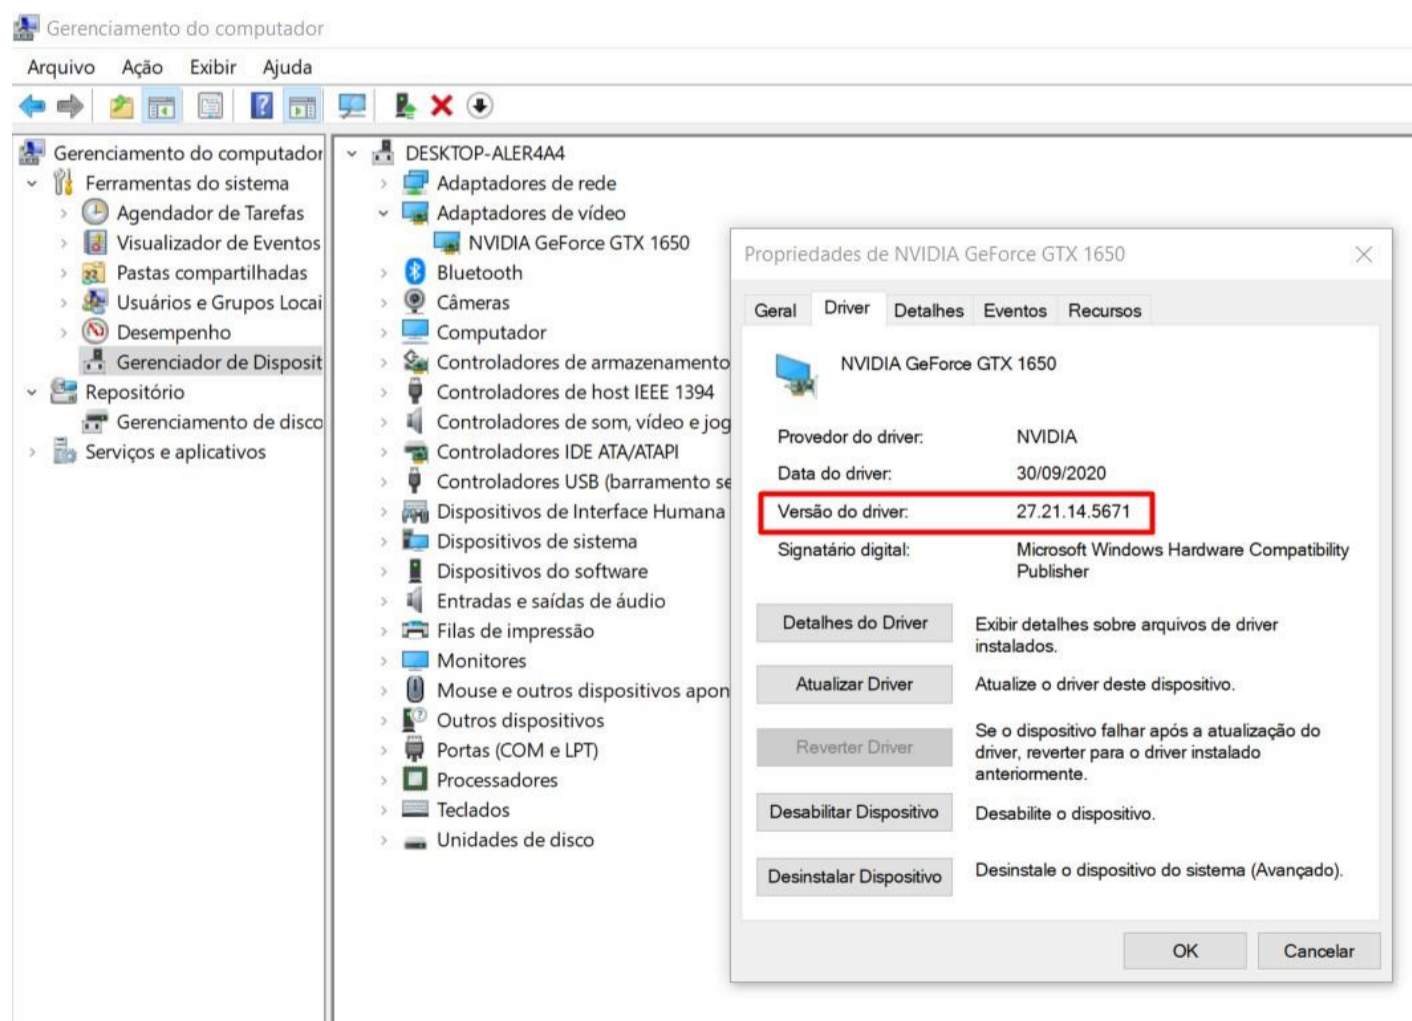 Gerenciamento do computador
Arquivo Ação Exibir Ajuda
Gerenciamento do computador
Ferramentas do sistema
Agendador de Tarefas
Visualizador de Eventos
Pastas compartilhadas
Usuários e Grupos Locai
Desempenho
Gerenciador de Disposit
Repositório
Gerenciamento de disco
Serviços e aplicativos
DESKTOP-ALER4A4
Adaptadores de rede
Adaptadores de vídeo
NVIDIA GeForce GTX 1650
Bluetooth
Câmeras
Computador
Controladores de armazenamento
Controladores de host IEEE 1394
Controladores de som, vídeo e jog
Controladores IDE ATA/ATAPI
Controladores USB (barramento se
Dispositivos de Interface Humana
Dispositivos de sistema
Dispositivos do software
Entradas e saídas de áudio
Filas de impressão
Monitores
Mouse e outros dispositivos apon
Outros dispositivos
Portas (COM e LPT)
Processadores
Teclados
Unidades de disco
Propriedades de NVIDIA GeForce GTX 1650
Geral Driver Detalhes Eventos Recursos
NVIDIA GeForce GTX 1650
Provedor do driver: NVIDIA
Data do driver: 30/09/2020
Versão do driver: 27.21.14.5671
Signatário digital: Microsoft Windows Hardware Compatibility
Publisher
Detalhes do Driver
Exibir detalhes sobre arquivos de driver
instalados.
Atualizar Driver
Atualize o driver deste dispositivo.
Reverter Driver
Se o dispositivo falhar após a atualização do
driver, reverter para o driver instalado
anteriormente.
Desabilitar Dispositivo
Desabilite o dispositivo.
Desinstalar Dispositivo
Desinstale o dispositivo do sistema (Avançado).
OK Cancelar